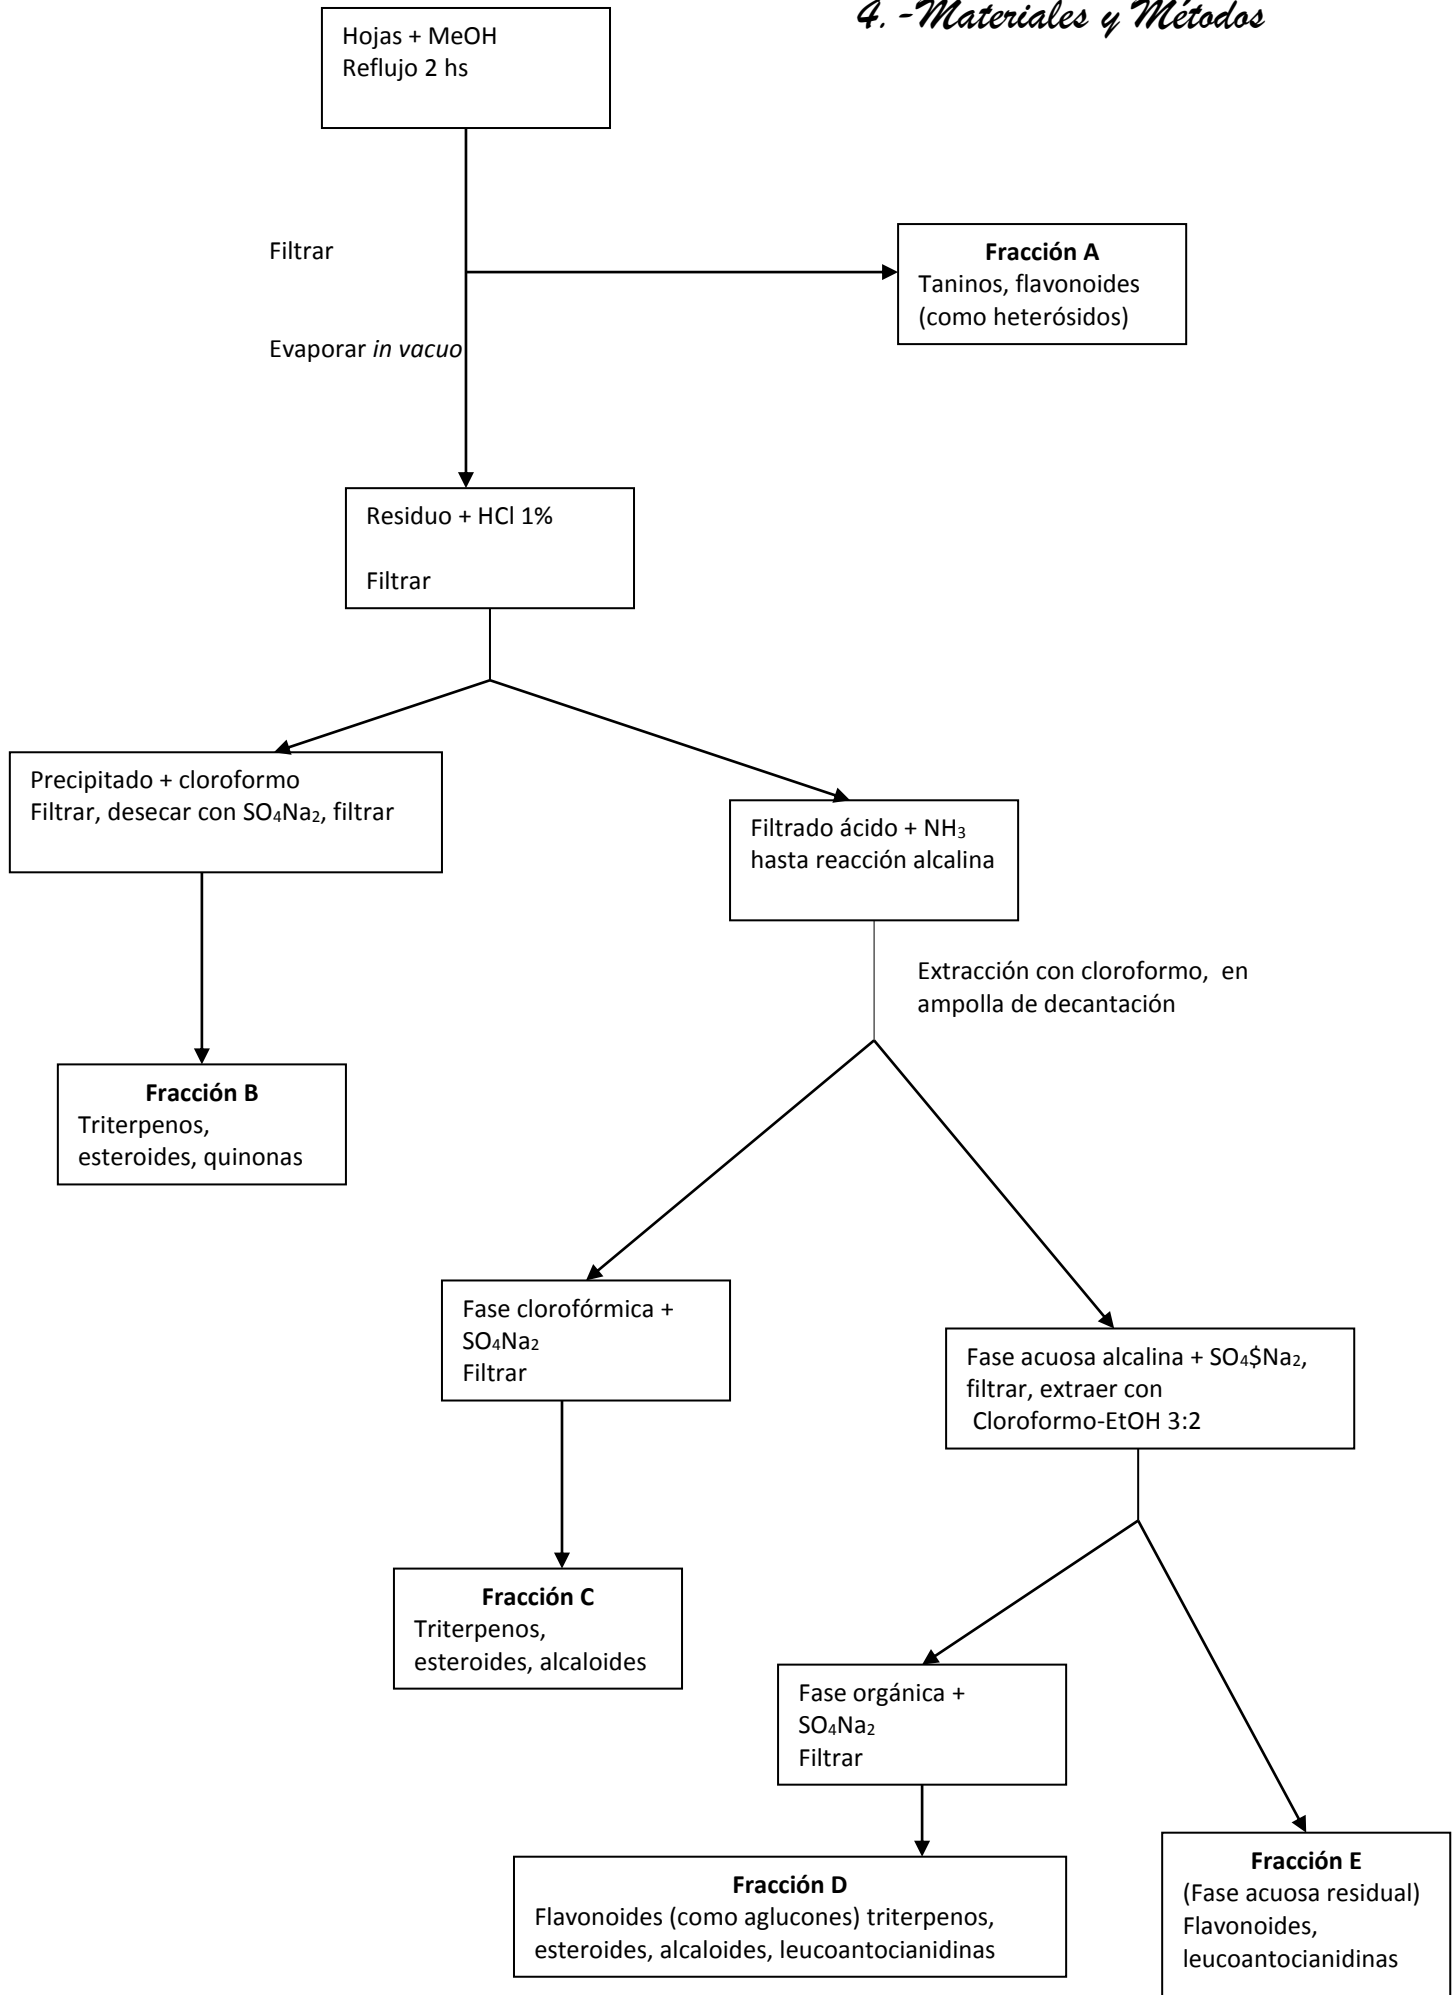 4. -Materiales y Métodos
Hojas + MeOH
Reflujo 2 hs
Filtrar
Fracción A
Taninos, flavonoides
(como heterósidos)
Evaporar in vacuo
Residuo + HCl 1%
Filtrar
Precipitado + cloroformo
Filtrar, desecar con SO₄Na₂, filtrar
Filtrado ácido + NH₃
hasta reacción alcalina
Extracción con cloroformo, en
ampolla de decantación
Fracción B
Triterpenos,
esteroides, quinonas
Fase clorofórmica +
SO₄Na₂
Filtrar
Fase acuosa alcalina + SO₄$Na₂,
filtrar, extraer con
Cloroformo-EtOH 3:2
Fracción C
Triterpenos,
esteroides, alcaloides
Fase orgánica +
SO₄Na₂
Filtrar
Fracción D
Flavonoides (como aglucones) triterpenos,
esteroides, alcaloides, leucoantocianidinas
Fracción E
(Fase acuosa residual)
Flavonoides,
leucoantocianidinas